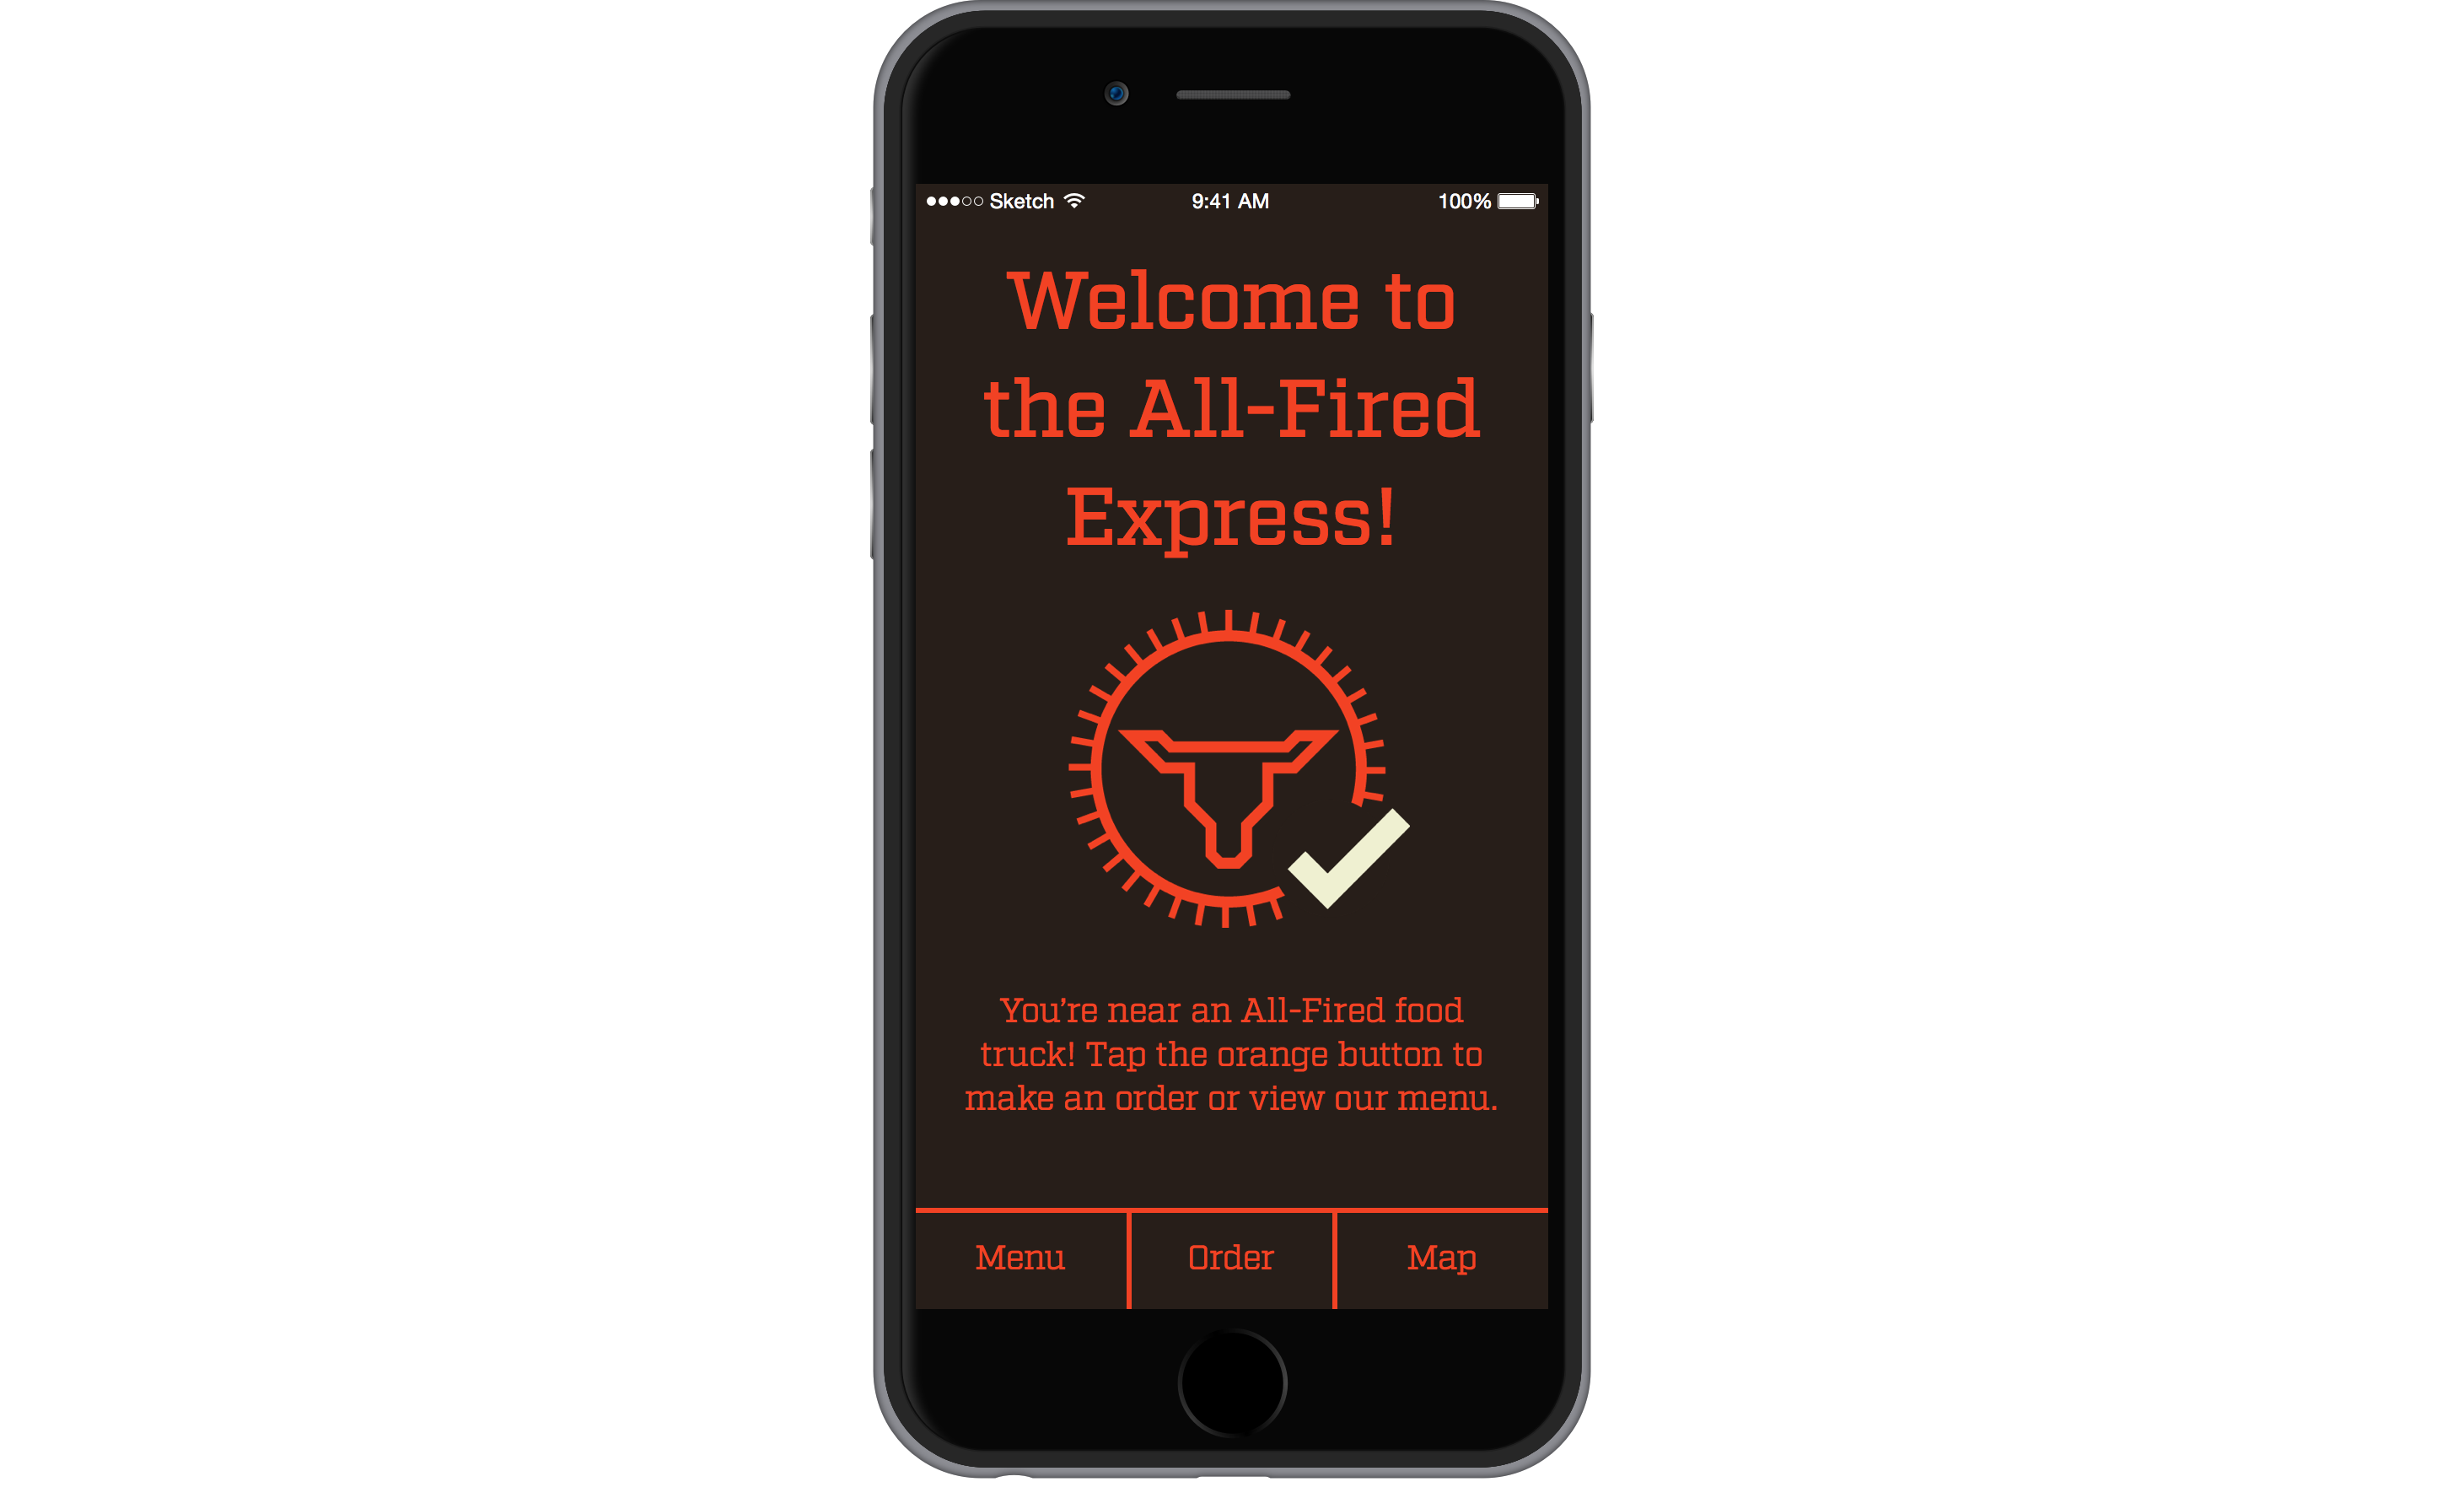 Sketch 9:41 AM 100%
Welcome to
the All-Fired
Express!
You’re near an All-Fired food
truck! Tap the orange button to
make an order or view our menu.
Menu Order Map